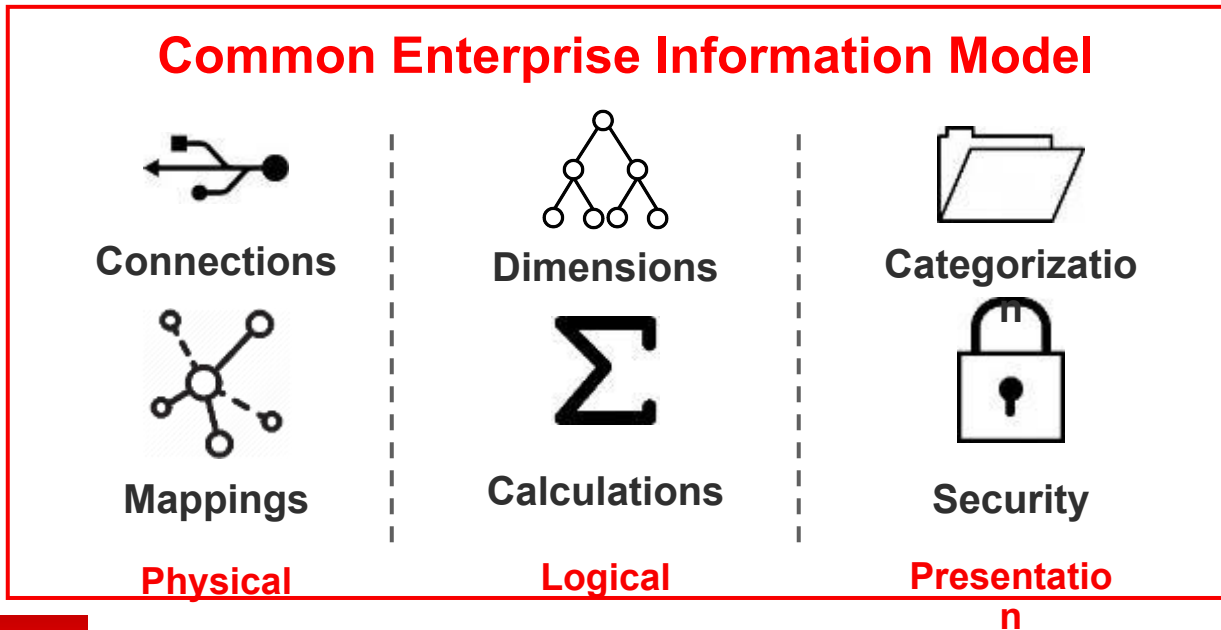 Common Enterprise Information Model
Connections
Mappings
Physical
Dimensions
Calculations
Logical
Categorizatio
n
Security
Presentatio
n